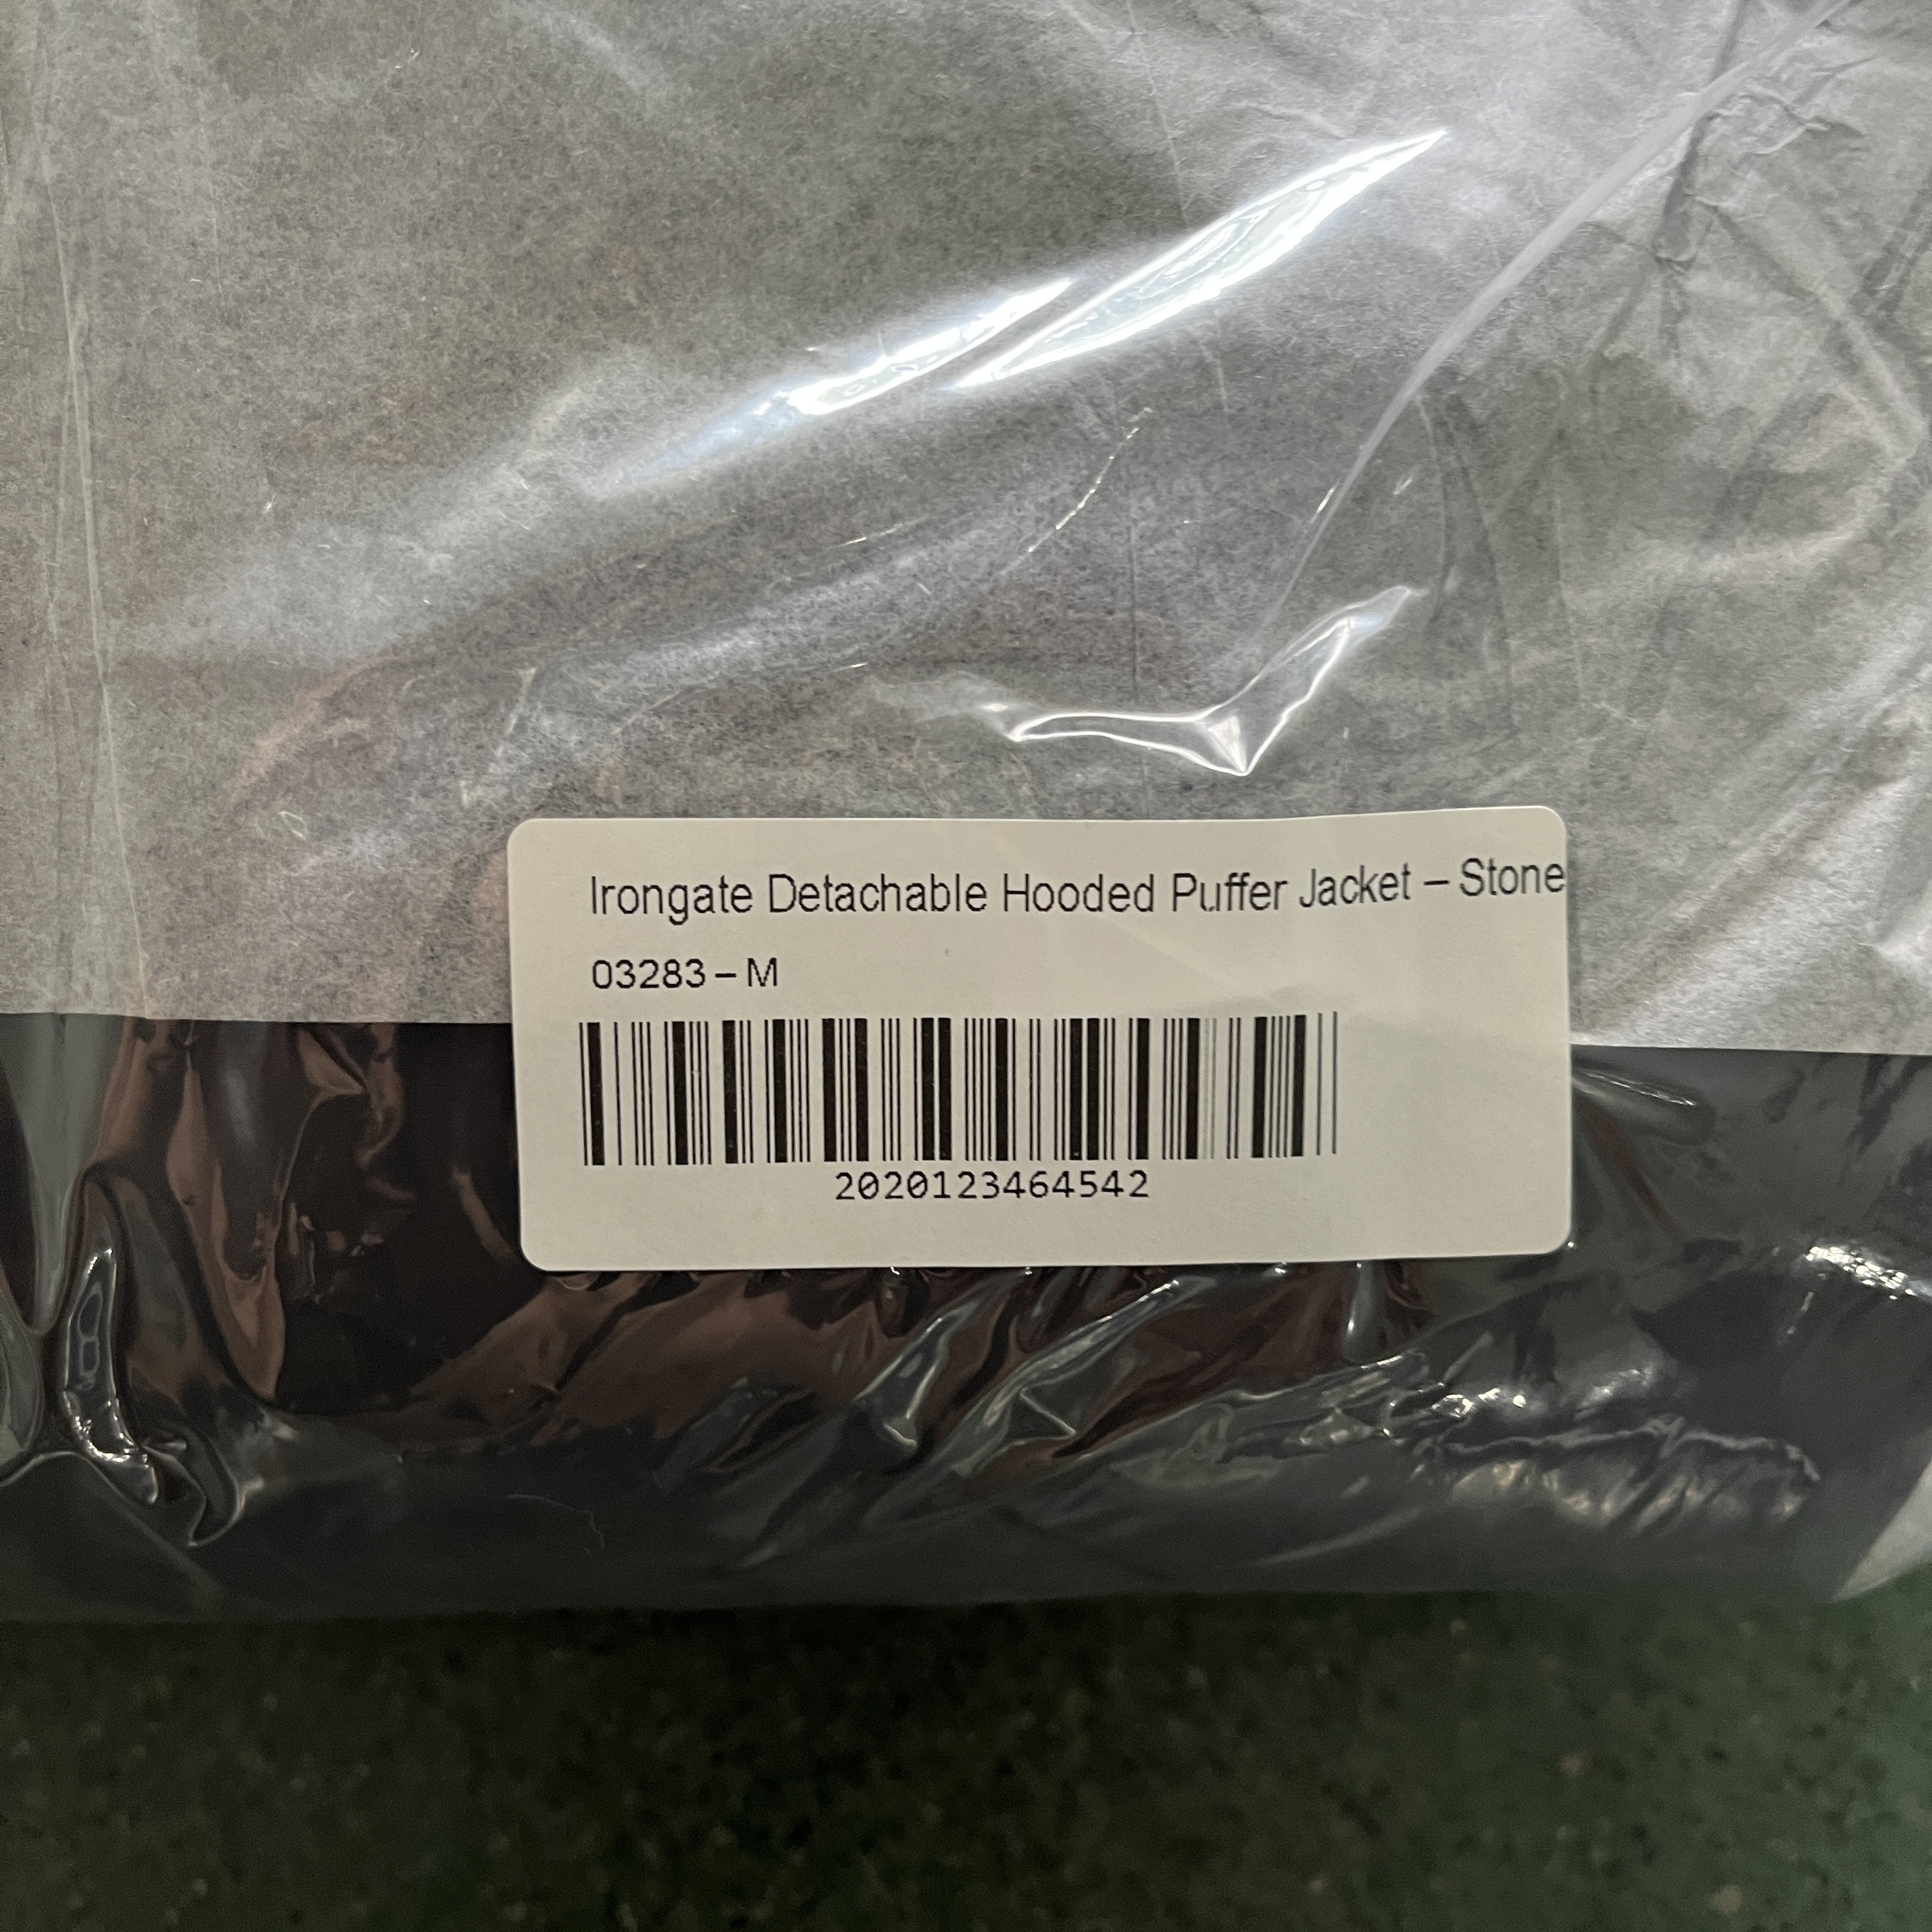 Irongate Detachable Hooded Puffer Jacket – Stone
03283 – M
2020123464542